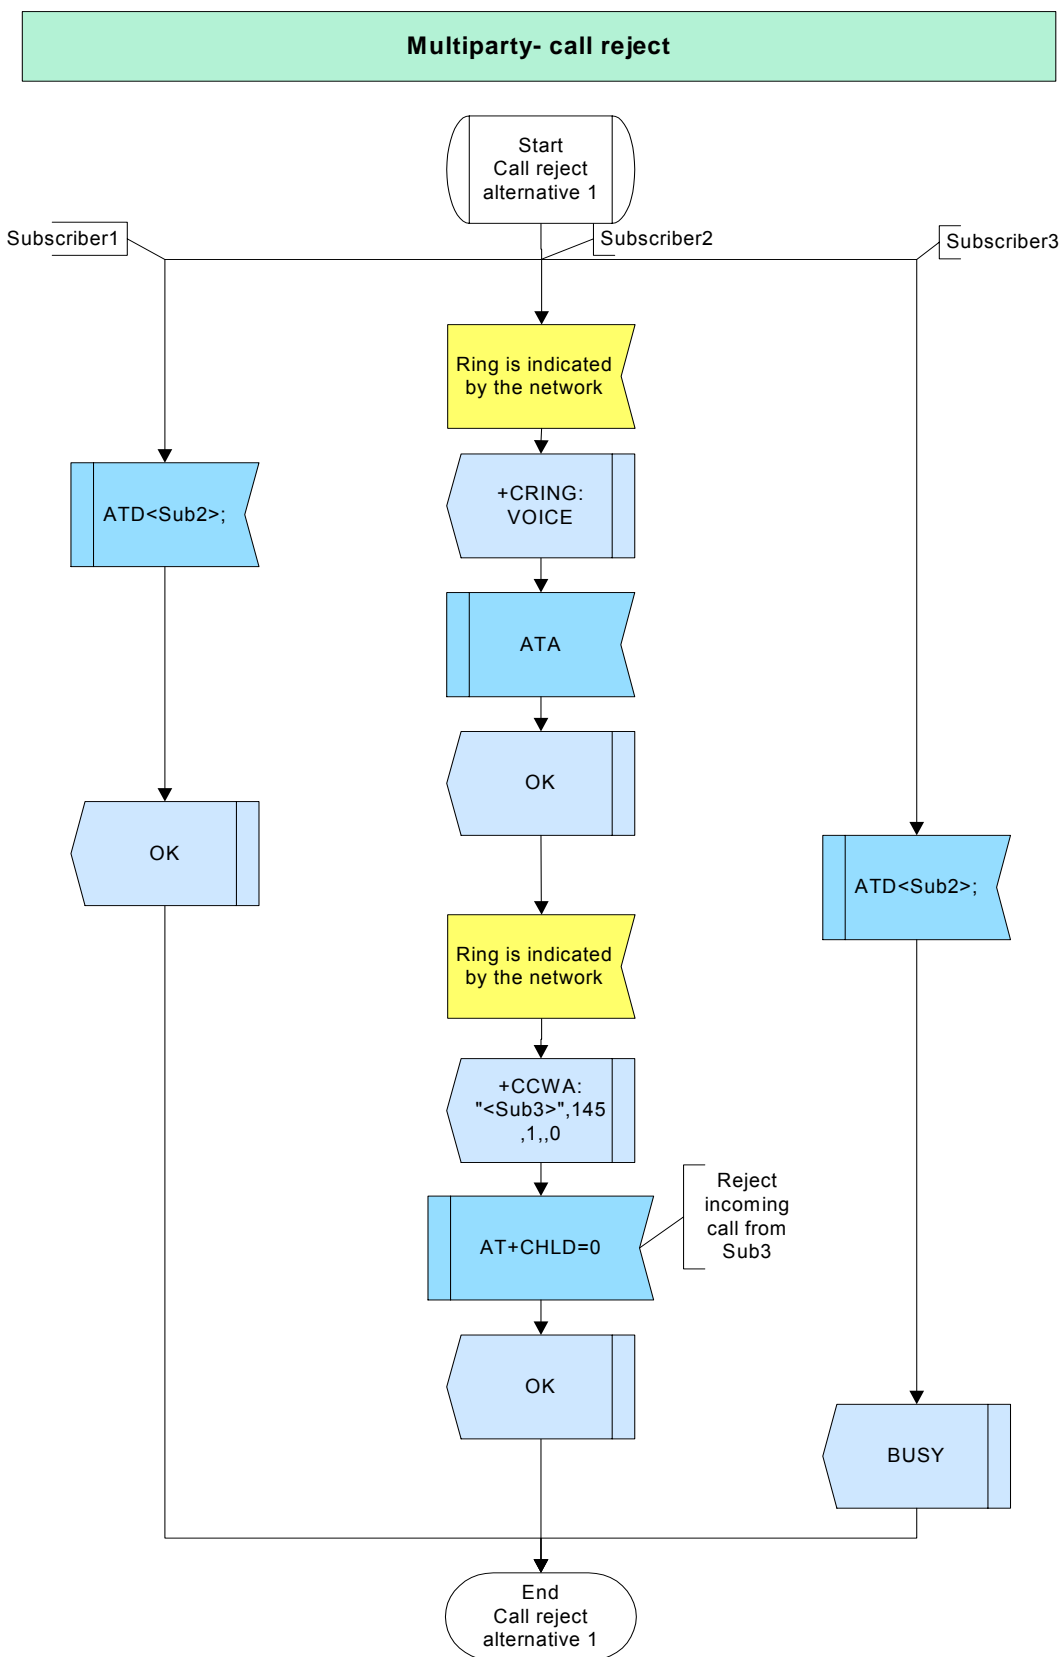 Multiparty- call reject
Start
Call reject
alternative 1
Subscriber1
Subscriber2
Subscriber3
Ring is indicated
by the network
+CRING:
VOICE
ATD<Sub2>;
ATA
OK
OK
ATD<Sub2>;
Ring is indicated
by the network
+CCWA:
"<Sub3>",145
,1,,0
Reject
incoming
call from
Sub3
AT+CHLD=0
OK
BUSY
End
Call reject
alternative 1